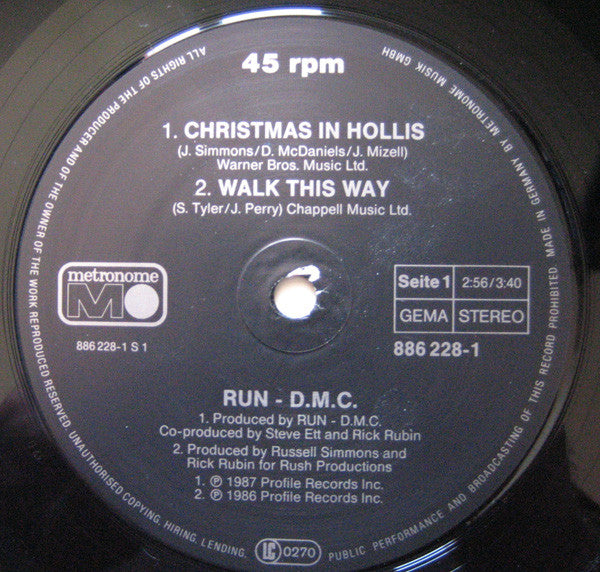 45 rpm
1. CHRISTMAS IN HOLLIS
(J. Simmons/D. McDaniels/J. Mizell)
Warner Bros. Music Ltd.
2. WALK THIS WAY
(S. Tyler/J. Perry) Chappell Music Ltd.
metronome
M
886 228-1 S 1
Seite 1 2:56/3:40
GEMA STEREO
886 228-1
RUN - D.M.C.
1. Produced by RUN - D.M.C.
Co-produced by Steve Ett and Rick Rubin
2. Produced by Russell Simmons and
Rick Rubin for Rush Productions
1. ℗ 1987 Profile Records Inc.
2. ℗ 1986 Profile Records Inc.
LC 0270
ALL RIGHTS OF THE PRODUCER AND OF THE OWNER OF THE WORK REPRODUCED RESERVED. UNAUTHORISED COPYING, HIRING, LENDING, PUBLIC PERFORMANCE AND BROADCASTING OF THIS RECORD PROHIBITED. MADE IN GERMANY BY METRONOME MUSIK GMBH